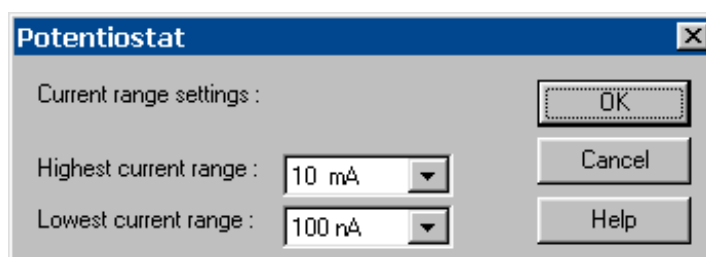 Potentiostat
Current range settings :
OK
Highest current range : 10 mA
Cancel
Lowest current range : 100 nA
Help